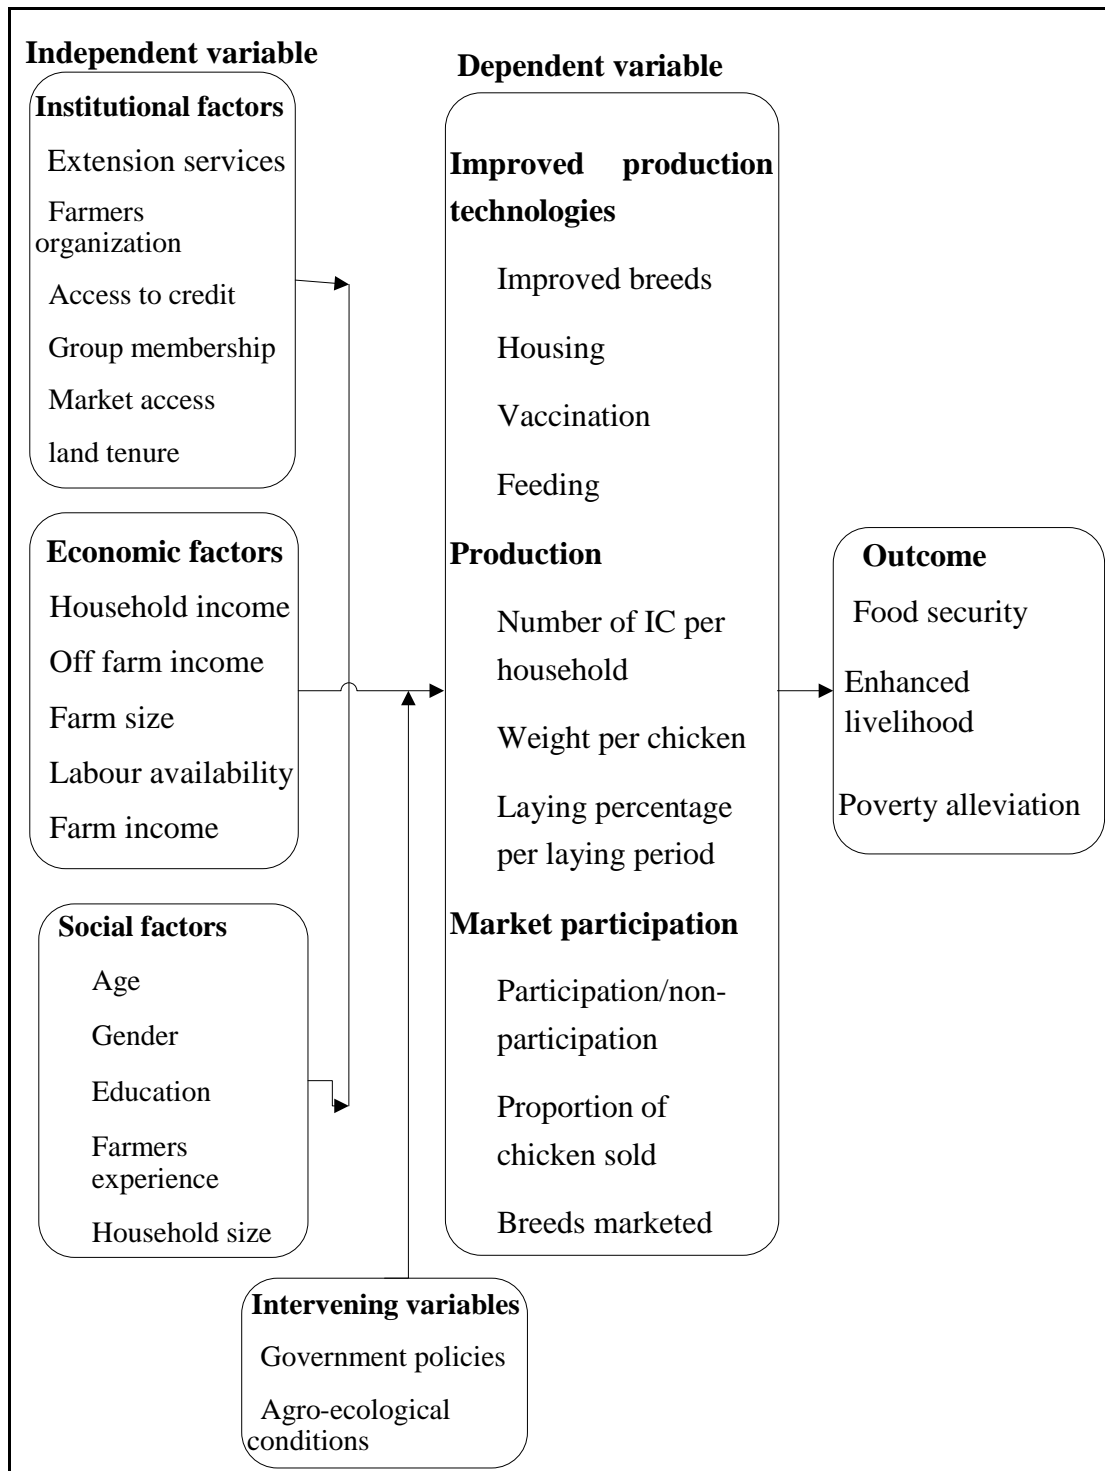 Independent variable
Institutional factors
Extension services
Farmers
organization
Access to credit
Group membership
Market access
land tenure
Economic factors
Household income
Off farm income
Farm size
Labour availability
Farm income
Social factors
Age
Gender
Education
Farmers
experience
Household size
Intervening variables
Government policies
Agro-ecological
conditions
Dependent variable
Improved production
technologies
Improved breeds
Housing
Vaccination
Feeding
Production
Number of IC per
household
Weight per chicken
Laying percentage
per laying period
Market participation
Participation/non-
participation
Proportion of
chicken sold
Breeds marketed
Outcome
Food security
Enhanced
livelihood
Poverty alleviation